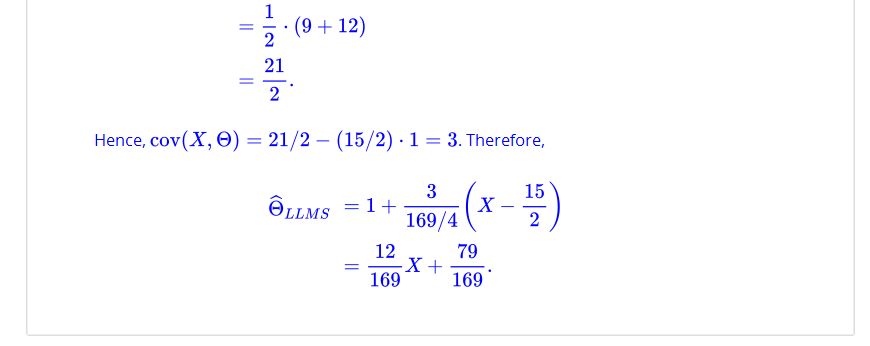 = 1/2 · (9 + 12)
= 21/2.
Hence, cov(X, Θ) = 21/2 − (15/2) · 1 = 3. Therefore,
Θ̂_LLMS = 1 + 3/(169/4) (X − 15/2)
= 12/169 X + 79/169.